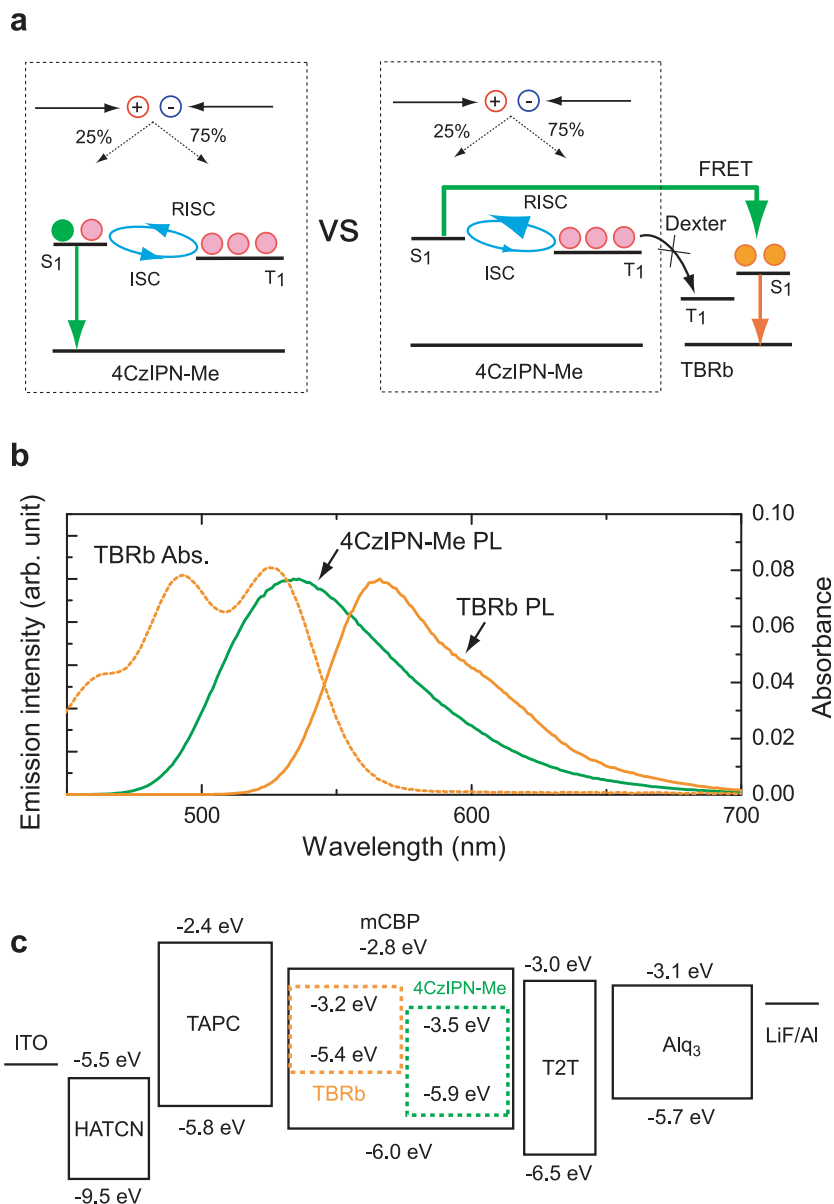 a
+ -
25% 75%
RISC
S1
ISC
T1
4CzIPN-Me
VS
+ -
25% 75%
FRET
RISC
Dexter
S1
ISC
T1
S1
T1
4CzIPN-Me
TBRb
b
Emission intensity (arb. unit)
TBRb Abs.
4CzIPN-Me PL
TBRb PL
0.10
0.08
0.06
0.04
0.02
0.00
Absorbance
500 600 700
Wavelength (nm)
c
ITO
-5.5 eV
HATCN
-9.5 eV
-2.4 eV
TAPC
-5.8 eV
mCBP
-2.8 eV
-3.2 eV
-5.4 eV
TBRb
4CzIPN-Me
-3.5 eV
-5.9 eV
-6.0 eV
-3.0 eV
T2T
-6.5 eV
-3.1 eV
Alq3
-5.7 eV
LiF/Al